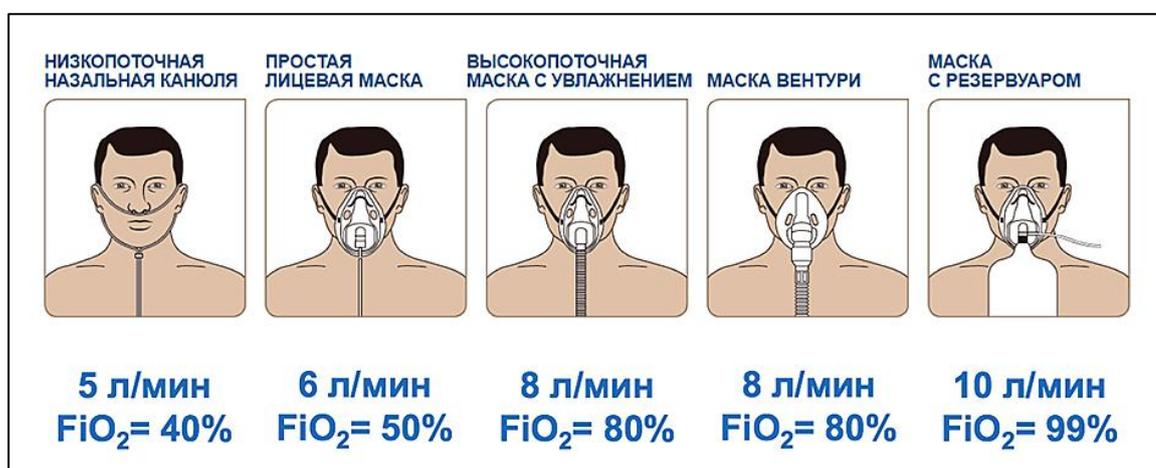 НИЗКОПОТОЧНАЯ
НАЗАЛЬНАЯ КАНЮЛЯ
ПРОСТАЯ
ЛИЦЕВАЯ МАСКА
ВЫСОКОПОТОЧНАЯ
МАСКА С УВЛАЖНЕНИЕМ
МАСКА ВЕНТУРИ
МАСКА
С РЕЗЕРВУАРОМ
5 л/мин
FiO₂= 40%
6 л/мин
FiO₂= 50%
8 л/мин
FiO₂= 80%
8 л/мин
FiO₂= 80%
10 л/мин
FiO₂= 99%